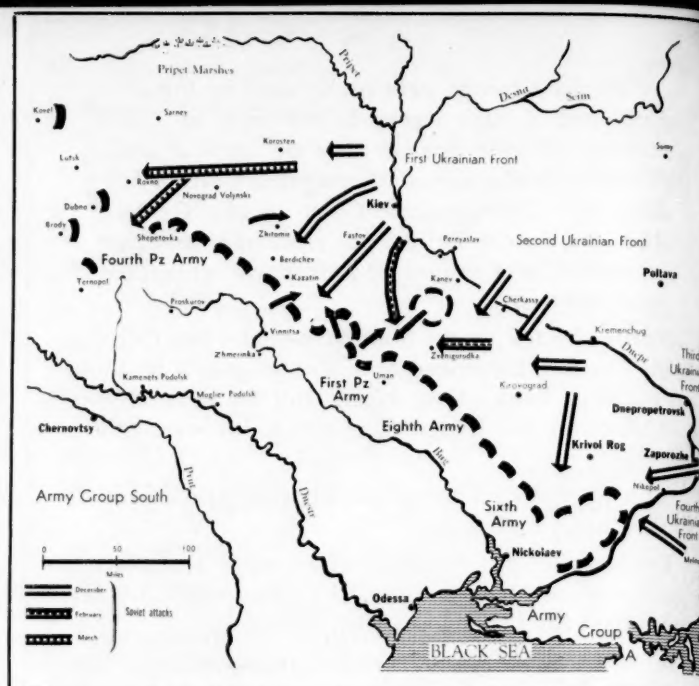 Pripet Marshes
Pripet
Desna
Seim
Kovel
Sarney
Korosten
Sumy
Lutsk
Rovno
Novograd Volynsk
First Ukrainian Front
Kiev
Dubno
Brody
Shepetovka
Zhitomir
Fastov
Pereyaslav
Second Ukrainian Front
Fourth Pz Army
Berdichev
Kazatin
Kanev
Poltava
Ternopol
Proskurov
Cherkassy
Vinnitsa
Kremenchug
Zhmerinka
Zvenigorodka
Dnepr
Third
Ukrainian
Front
First Pz
Army
Uman
Kirovograd
Kamenets Podolsk
Mogilev Podolsk
Eighth Army
Dnepropetrovsk
Chernovtsy
Krivoi Rog
Zaporozhe
Bug
Nikopol
Army Group South
Prut
Dnestr
Sixth
Army
Fourth
Ukrainian
Front
0 50 100
Miles
Nickolaev
December
February
March
Soviet attacks
Odessa
Army
Group
A
BLACK SEA